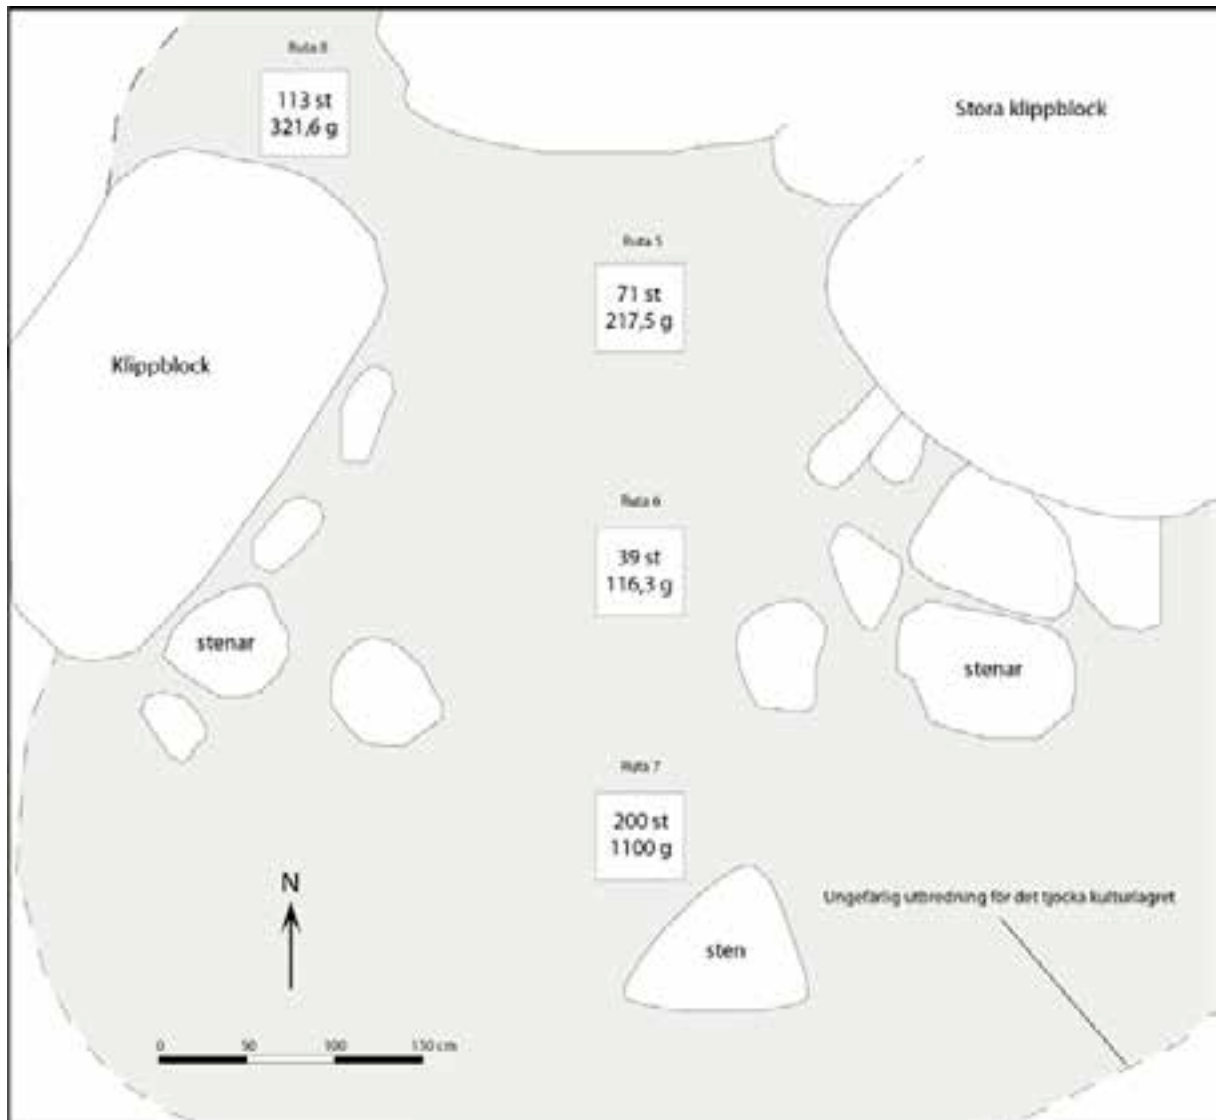 Ruta 8
113 st
321,6 g
Stora klippblock
Ruta 5
71 st
217,5 g
Klippblock
Ruta 6
39 st
116,3 g
stenar
stenar
Ruta 7
200 st
1100 g
N
Ungefärlig utbredning för det tjocka kulturlagret
sten
0 50 100 150 cm